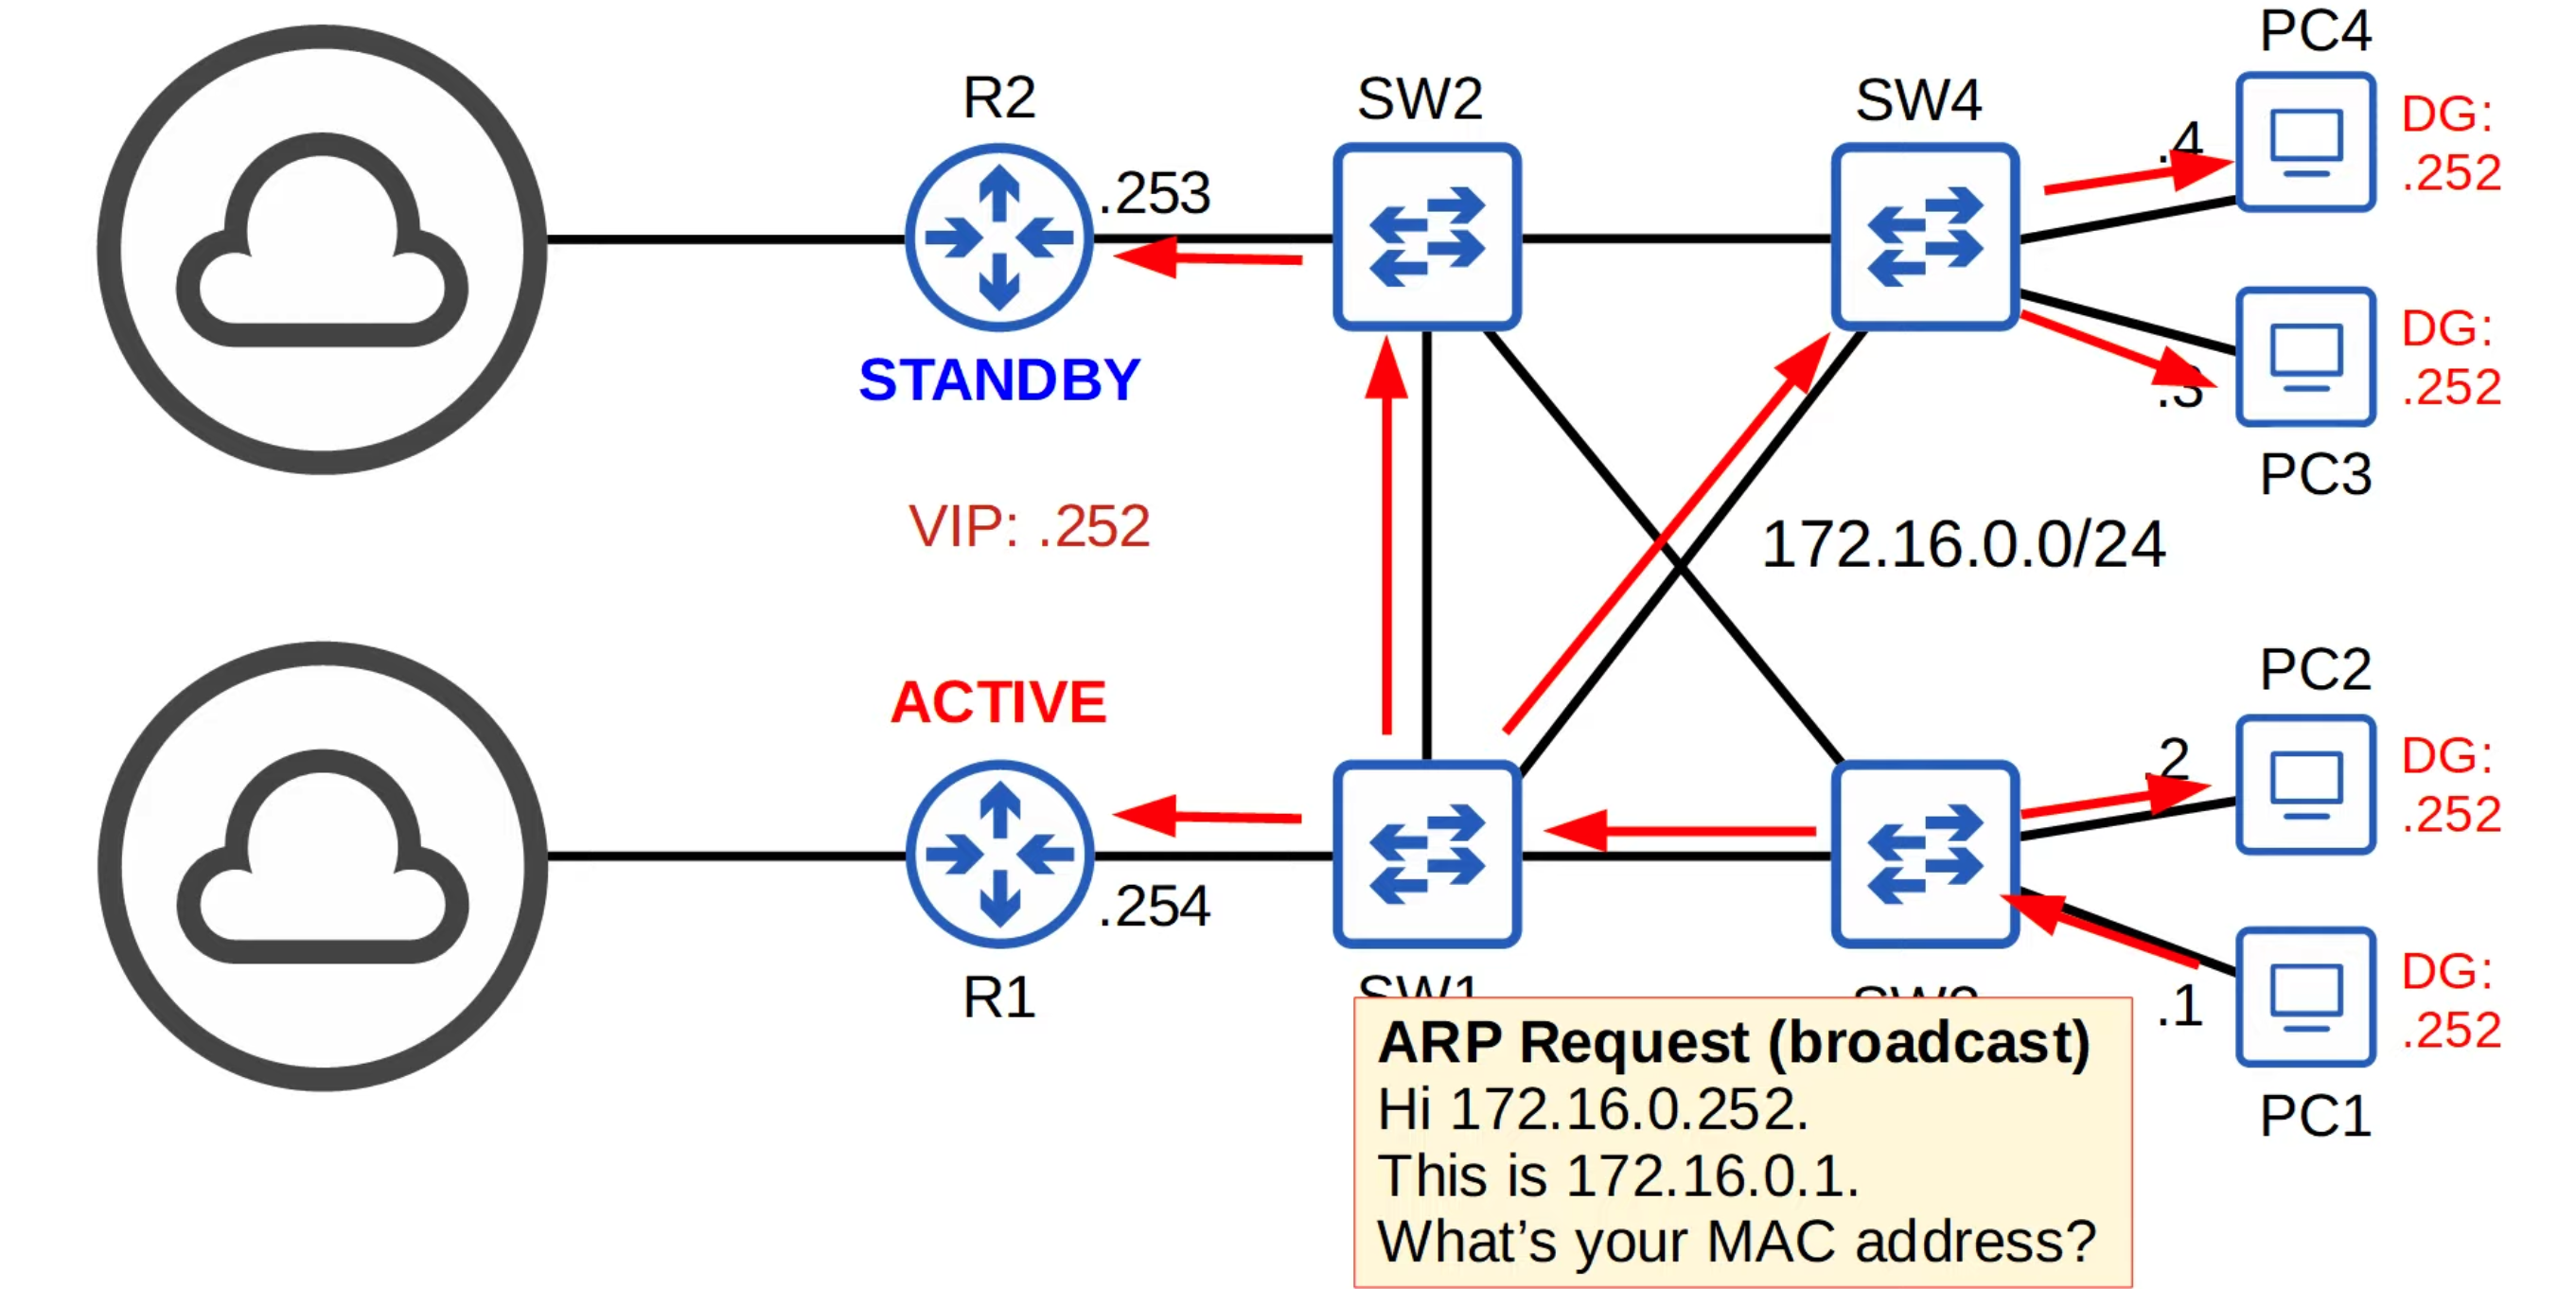 PC4
R2
SW2
SW4
DG:
.252
.4
.253
DG:
.252
.3
STANDBY
PC3
VIP: .252
172.16.0.0/24
PC2
ACTIVE
DG:
.252
.2
.254
DG:
.252
R1
SW1
.1
PC1
ARP Request (broadcast)
Hi 172.16.0.252.
This is 172.16.0.1.
What's your MAC address?